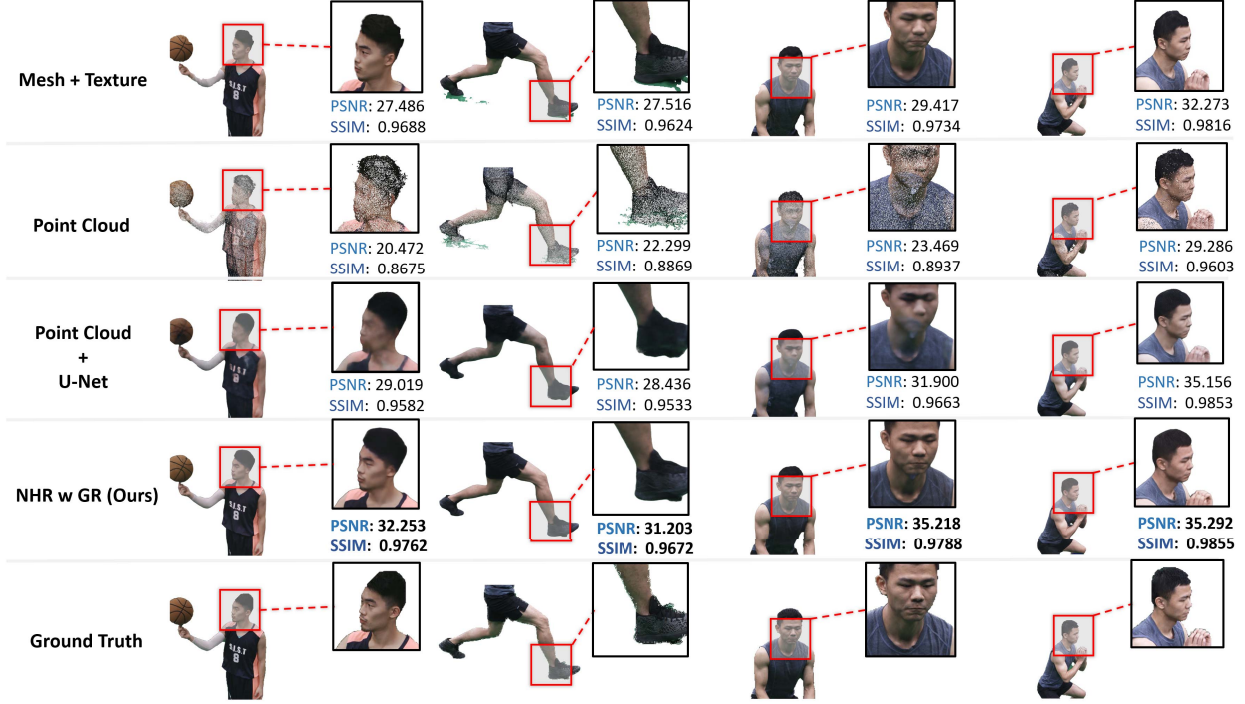 Mesh + Texture
PSNR: 27.486
SSIM: 0.9688
PSNR: 27.516
SSIM: 0.9624
PSNR: 29.417
SSIM: 0.9734
PSNR: 32.273
SSIM: 0.9816
Point Cloud
PSNR: 20.472
SSIM: 0.8675
PSNR: 22.299
SSIM: 0.8869
PSNR: 23.469
SSIM: 0.8937
PSNR: 29.286
SSIM: 0.9603
Point Cloud
+
U-Net
PSNR: 29.019
SSIM: 0.9582
PSNR: 28.436
SSIM: 0.9533
PSNR: 31.900
SSIM: 0.9663
PSNR: 35.156
SSIM: 0.9853
NHR w GR (Ours)
8
PSNR: 32.253
SSIM: 0.9762
PSNR: 31.203
SSIM: 0.9672
PSNR: 35.218
SSIM: 0.9788
PSNR: 35.292
SSIM: 0.9855
Ground Truth
8